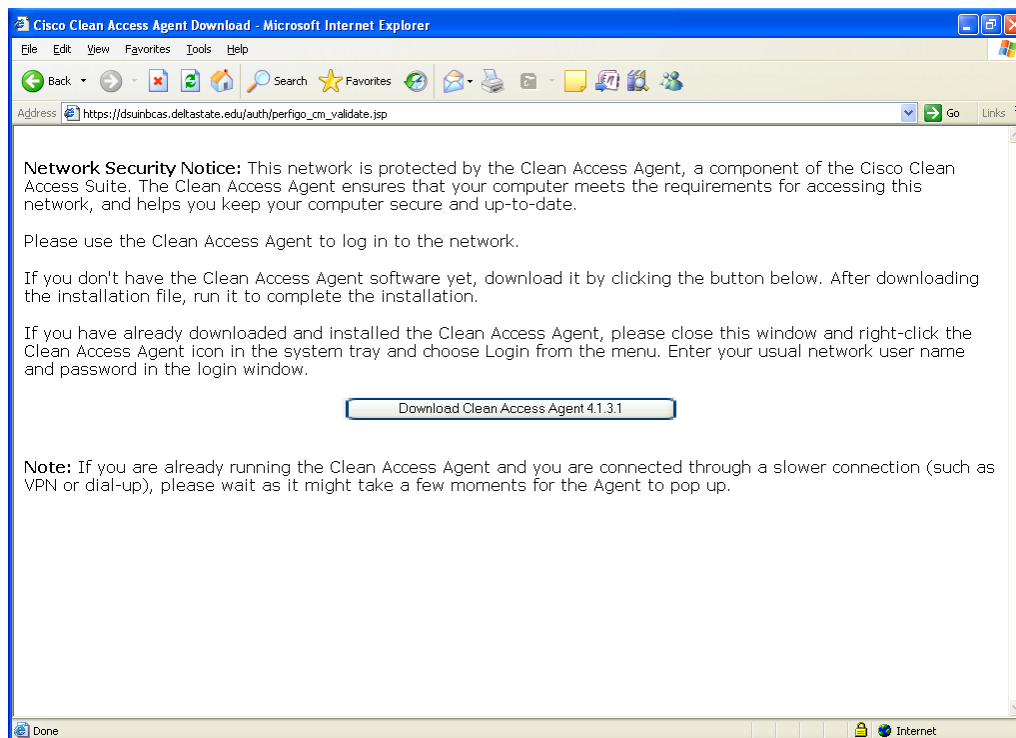 Cisco Clean Access Agent Download - Microsoft Internet Explorer
File Edit View Favorites Tools Help
Back Search Favorites
Address https://dsuinbcas.deltastate.edu/auth/perfigo_cm_validate.jsp Go Links
Network Security Notice: This network is protected by the Clean Access Agent, a component of the Cisco Clean
Access Suite. The Clean Access Agent ensures that your computer meets the requirements for accessing this
network, and helps you keep your computer secure and up-to-date.
Please use the Clean Access Agent to log in to the network.
If you don't have the Clean Access Agent software yet, download it by clicking the button below. After downloading
the installation file, run it to complete the installation.
If you have already downloaded and installed the Clean Access Agent, please close this window and right-click the
Clean Access Agent icon in the system tray and choose Login from the menu. Enter your usual network user name
and password in the login window.
Download Clean Access Agent 4.1.3.1
Note: If you are already running the Clean Access Agent and you are connected through a slower connection (such as
VPN or dial-up), please wait as it might take a few moments for the Agent to pop up.
Done Internet